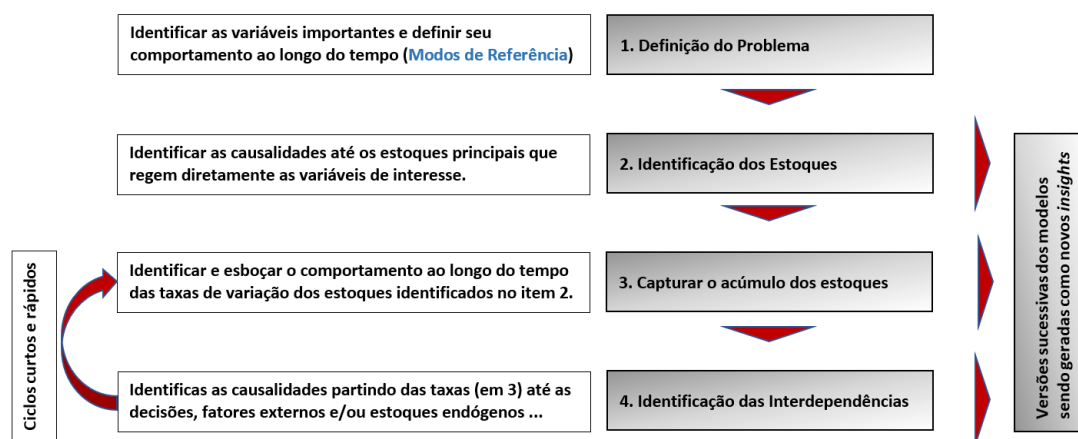 Identificar as variáveis importantes e definir seu
comportamento ao longo do tempo (Modos de Referência)
1. Definição do Problema
Identificar as causalidades até os estoques principais que
regem diretamente as variáveis de interesse.
2. Identificação dos Estoques
Identificar e esboçar o comportamento ao longo do tempo
das taxas de variação dos estoques identificados no item 2.
3. Capturar o acúmulo dos estoques
Identificas as causalidades partindo das taxas (em 3) até as
decisões, fatores externos e/ou estoques endógenos ...
4. Identificação das Interdependências
Ciclos curtos e rápidos
Versões sucessivas dos modelos
sendo geradas como novos insights